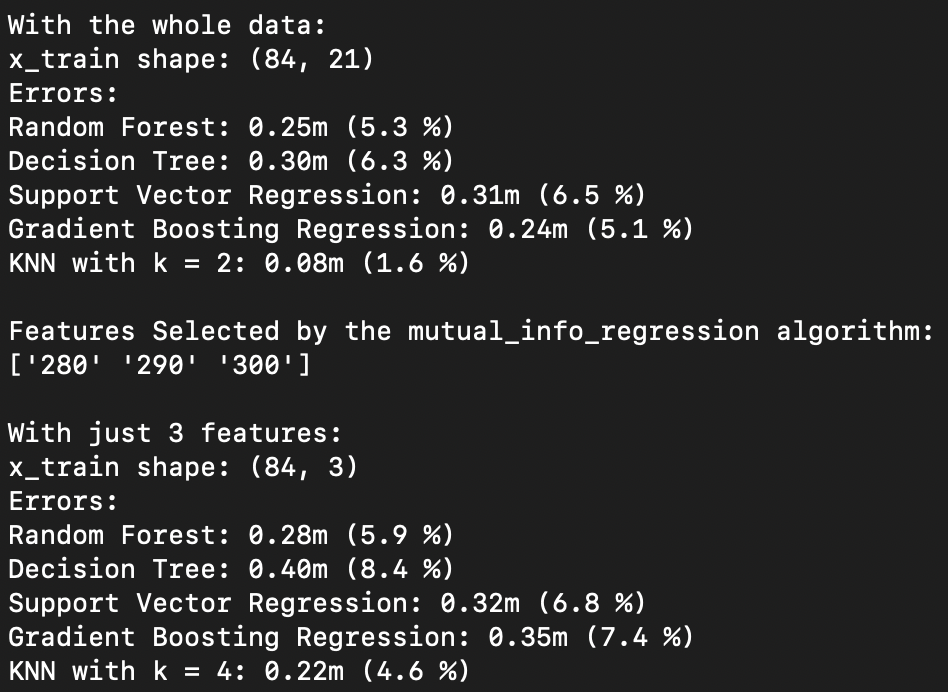 With the whole data:
x_train shape: (84, 21)
Errors:
Random Forest: 0.25m (5.3 %)
Decision Tree: 0.30m (6.3 %)
Support Vector Regression: 0.31m (6.5 %)
Gradient Boosting Regression: 0.24m (5.1 %)
KNN with k = 2: 0.08m (1.6 %)

Features Selected by the mutual_info_regression algorithm:
['280' '290' '300']

With just 3 features:
x_train shape: (84, 3)
Errors:
Random Forest: 0.28m (5.9 %)
Decision Tree: 0.40m (8.4 %)
Support Vector Regression: 0.32m (6.8 %)
Gradient Boosting Regression: 0.35m (7.4 %)
KNN with k = 4: 0.22m (4.6 %)